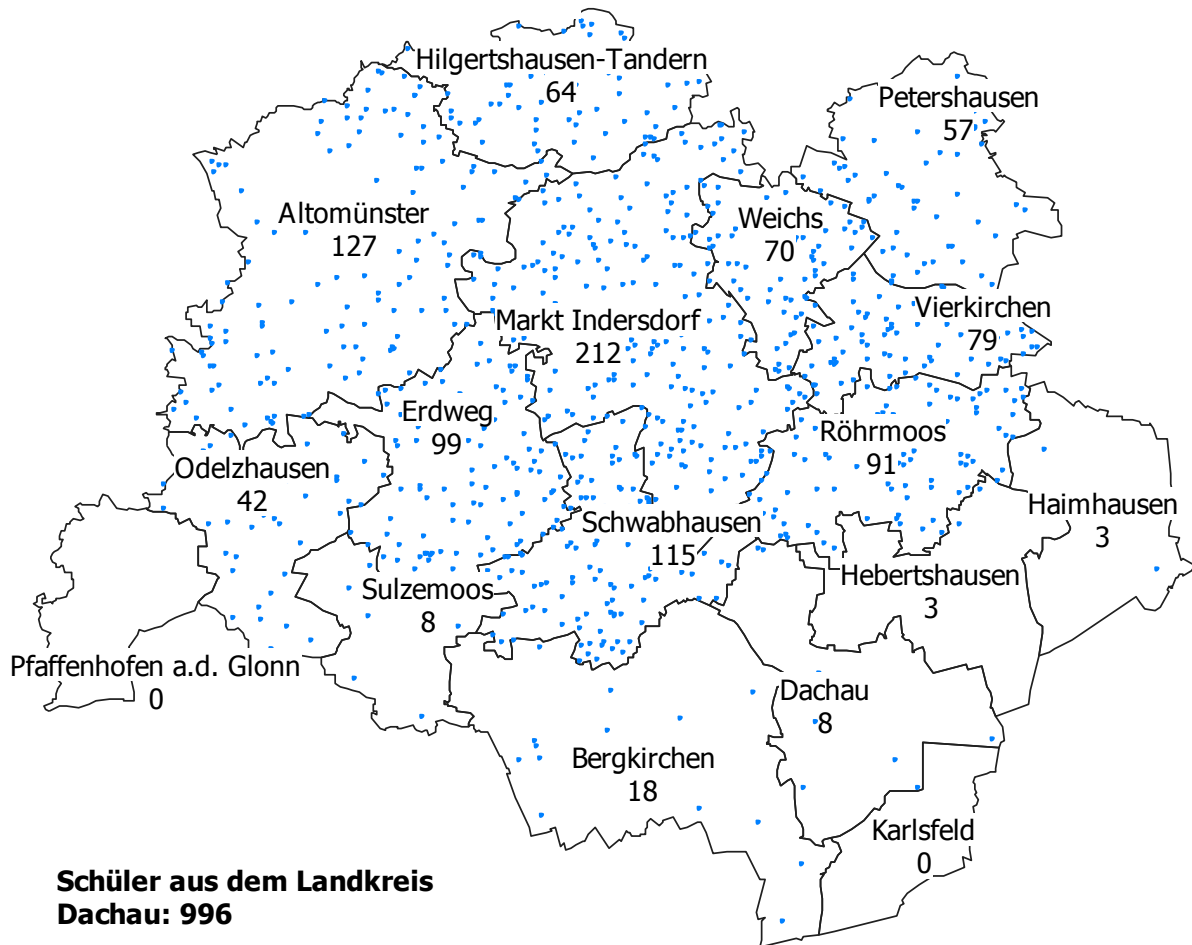 Hilgertshausen-Tandern
64
Petershausen
57
Altomünster
127
Weichs
70
Markt Indersdorf
212
Vierkirchen
79
Erdweg
99
Röhrmoos
91
Odelzhausen
42
Schwabhausen
115
Haimhausen
3
Sulzemoos
8
Hebertshausen
3
Pfaffenhofen a.d. Glonn
0
Dachau
8
Bergkirchen
18
Karlsfeld
0
Schüler aus dem Landkreis
Dachau: 996